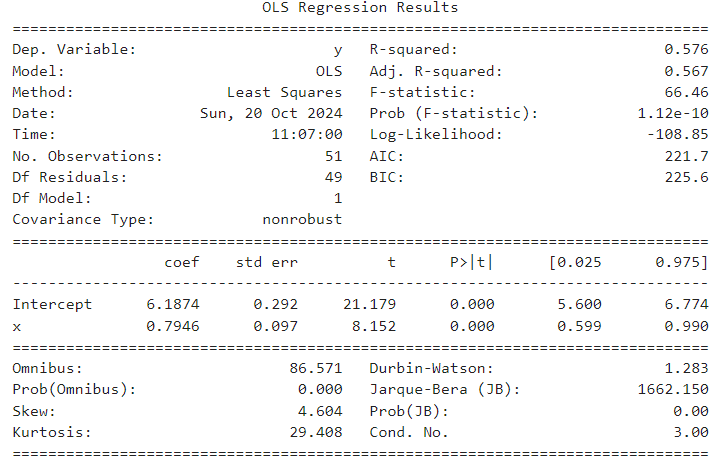 OLS Regression Results
==============================================================================
Dep. Variable:                      y   R-squared:                       0.576
Model:                            OLS   Adj. R-squared:                  0.567
Method:                 Least Squares   F-statistic:                     66.46
Date:                Sun, 20 Oct 2024   Prob (F-statistic):           1.12e-10
Time:                        11:07:00   Log-Likelihood:                -108.85
No. Observations:                  51   AIC:                             221.7
Df Residuals:                      49   BIC:                             225.6
Df Model:                           1
Covariance Type:            nonrobust
==============================================================================
                 coef    std err          t      P>|t|      [0.025      0.975]
------------------------------------------------------------------------------
Intercept      6.1874      0.292     21.179      0.000       5.600       6.774
x              0.7946      0.097      8.152      0.000       0.599       0.990
==============================================================================
Omnibus:                       86.571   Durbin-Watson:                   1.283
Prob(Omnibus):                  0.000   Jarque-Bera (JB):             1662.150
Skew:                           4.604   Prob(JB):                         0.00
Kurtosis:                      29.408   Cond. No.                         3.00
==============================================================================